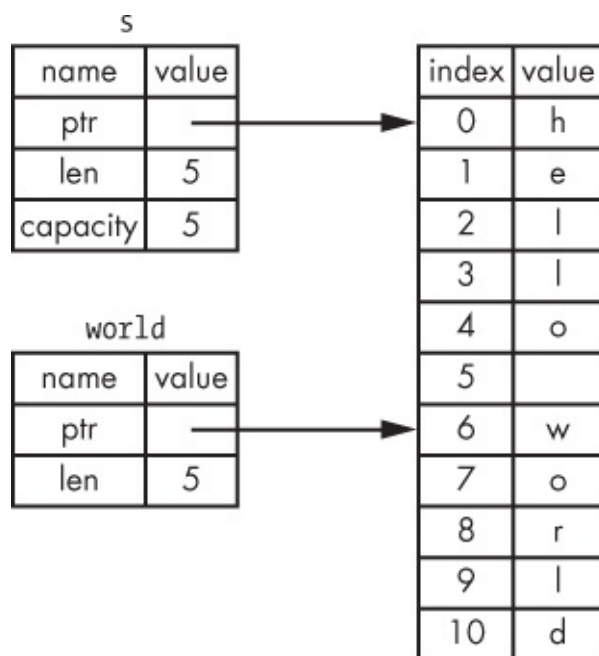 s
name value
ptr
len 5
capacity 5
world
name value
ptr
len 5
index value
0 h
1 e
2 l
3 l
4 o
5
6 w
7 o
8 r
9 l
10 d